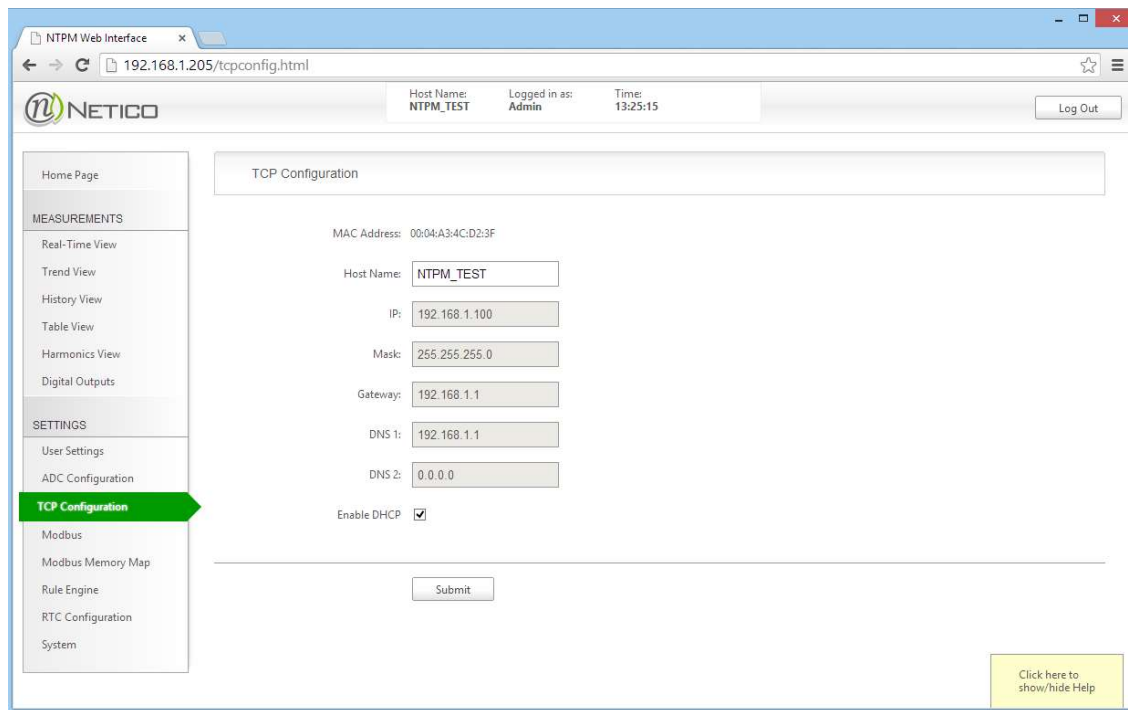 NTPM Web Interface
192.168.1.205/tcpconfig.html
NETICO
Host Name:
NTPM_TEST
Logged in as:
Admin
Time:
13:25:15
Log Out
Home Page
MEASUREMENTS
Real-Time View
Trend View
History View
Table View
Harmonics View
Digital Outputs
SETTINGS
User Settings
ADC Configuration
TCP Configuration
Modbus
Modbus Memory Map
Rule Engine
RTC Configuration
System
TCP Configuration
MAC Address: 00:04:A3:4C:D2:3F
Host Name: NTPM_TEST
IP: 192.168.1.100
Mask: 255.255.255.0
Gateway: 192.168.1.1
DNS 1: 192.168.1.1
DNS 2: 0.0.0.0
Enable DHCP
Submit
Click here to
show/hide Help